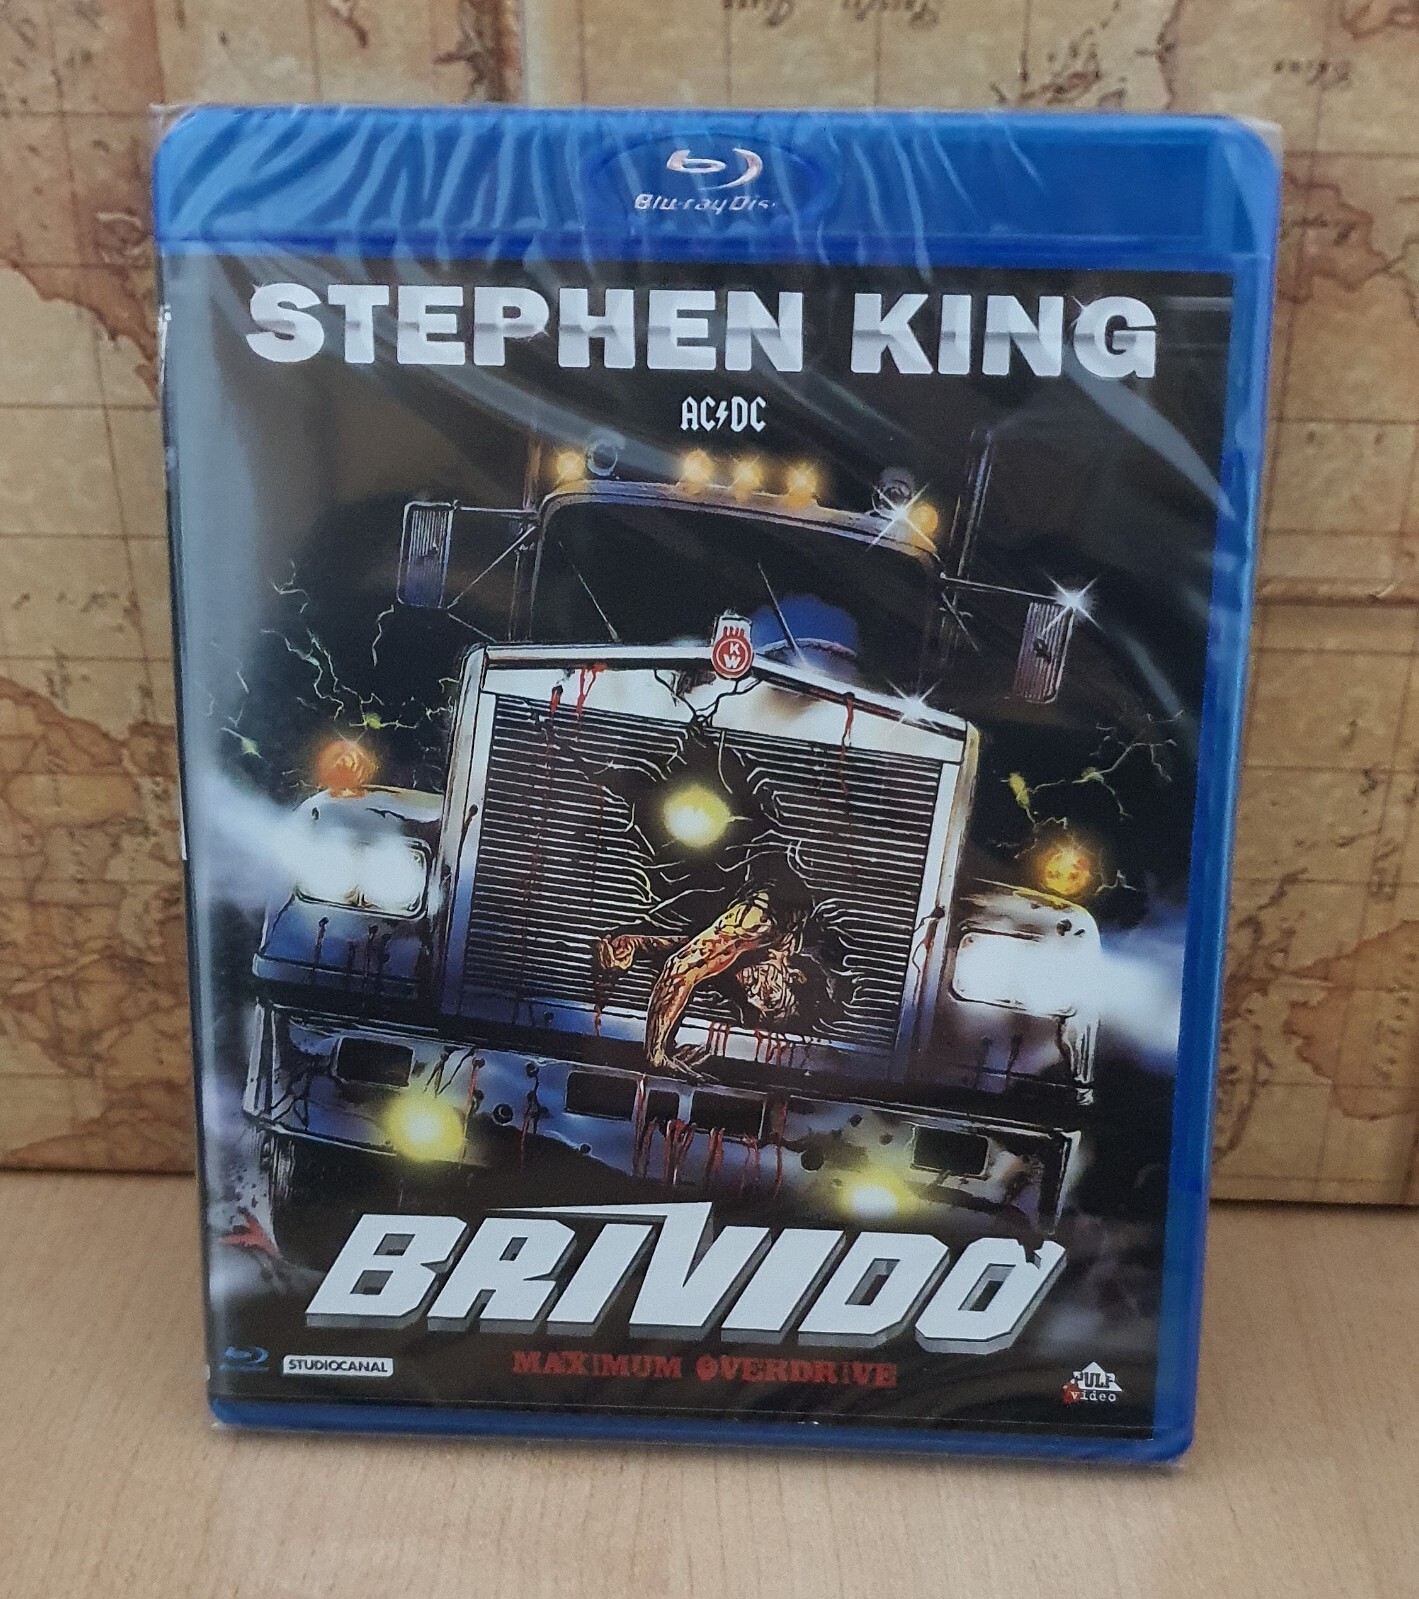 Blu-ray Disc
STEPHEN KING
AC⚡DC
KW
BRIVIDO
MAXIMUM OVERDRIVE
STUDIOCANAL
PULP
video